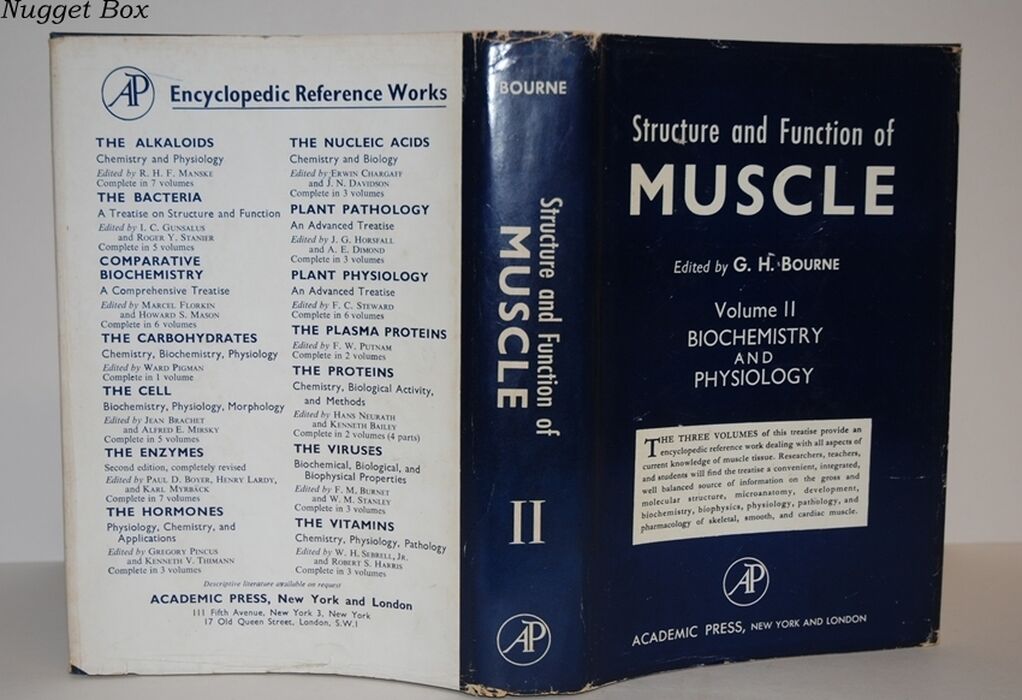 Nugget Box
AP
Encyclopedic Reference Works
THE ALKALOIDS
Chemistry and Physiology
Edited by R. H. F. MANSKE
Complete in 7 volumes
THE BACTERIA
A Treatise on Structure and Function
Edited by I. C. GUNSALUS
and ROGER Y. STANIER
Complete in 5 volumes
COMPARATIVE
BIOCHEMISTRY
A Comprehensive Treatise
Edited by MARCEL FLORKIN
and HOWARD S. MASON
Complete in 6 volumes
THE CARBOHYDRATES
Chemistry, Biochemistry, Physiology
Edited by WARD PIGMAN
Complete in 1 volume
THE CELL
Biochemistry, Physiology, Morphology
Edited by JEAN BRACHET
and ALFRED E. MIRSKY
Complete in 5 volumes
THE ENZYMES
Second edition, completely revised
Edited by PAUL D. BOYER, HENRY LARDY,
and KARL MYRBÄCK
Complete in 7 volumes
THE HORMONES
Physiology, Chemistry, and
Applications
Edited by GREGORY PINCUS
and KENNETH V. THIMANN
Complete in 3 volumes
THE NUCLEIC ACIDS
Chemistry and Biology
Edited by ERWIN CHARGAFF
and J. N. DAVIDSON
Complete in 3 volumes
PLANT PATHOLOGY
An Advanced Treatise
Edited by J. G. HORSFALL
and A. E. DIMOND
Complete in 3 volumes
PLANT PHYSIOLOGY
An Advanced Treatise
Edited by F. C. STEWARD
Complete in 6 volumes
THE PLASMA PROTEINS
Edited by F. W. PUTNAM
Complete in 2 volumes
THE PROTEINS
Chemistry, Biological Activity,
and Methods
Edited by HANS NEURATH
and KENNETH BAILEY
Complete in 2 volumes (4 parts)
THE VIRUSES
Biochemical, Biological, and
Biophysical Properties
Edited by F. M. BURNET
and W. M. STANLEY
Complete in 3 volumes
THE VITAMINS
Chemistry, Physiology, Pathology
Edited by W. H. SEBRELL, JR.
and ROBERT S. HARRIS
Complete in 3 volumes
Descriptive literature available on request
ACADEMIC PRESS, New York and London
111 Fifth Avenue, New York 3, New York
17 Old Queen Street, London, S.W.1
BOURNE
Structure and Function of
MUSCLE
II
AP
Structure and Function of
MUSCLE
Edited by G. H. BOURNE
Volume II
BIOCHEMISTRY
AND
PHYSIOLOGY
THE THREE VOLUMES of this treatise provide an
encyclopedic reference work dealing with all aspects of
current knowledge of muscle tissue. Researchers, teachers,
and students will find the treatise a convenient, integrated,
well balanced source of information on the gross and
molecular structure, microanatomy, development,
biochemistry, biophysics, physiology, pathology, and
pharmacology of skeletal, smooth, and cardiac muscle.
AP
ACADEMIC PRESS, NEW YORK AND LONDON